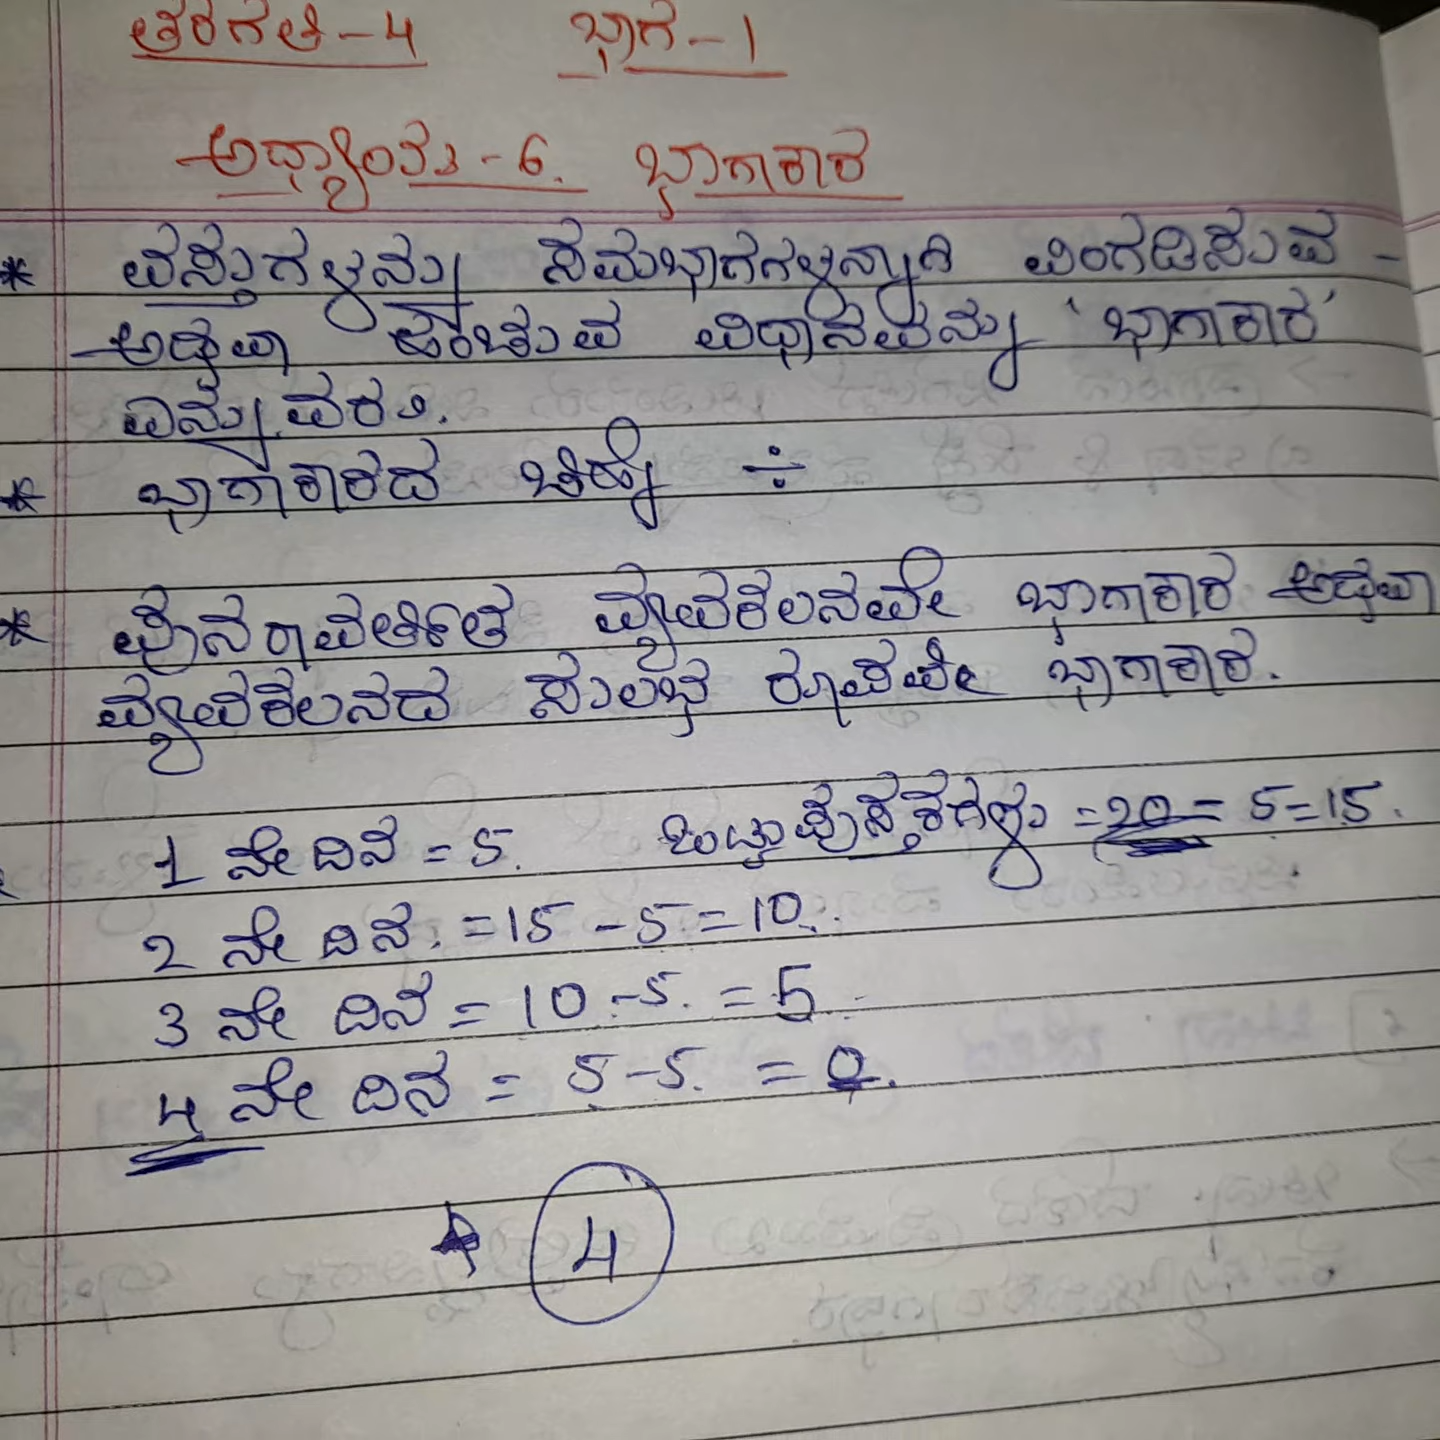 ತರಗತಿ-4 ಭಾಗ-1
ಅಧ್ಯಾಯ-6. ಭಾಗಾಕಾರ
* ವಸ್ತುಗಳನ್ನು ಸಮಭಾಗಗಳನ್ನಾಗಿ ವಿಂಗಡಿಸುವ -
ಅಥವಾ ಹಂಚುವ ವಿಧಾನವನ್ನು 'ಭಾಗಾಕಾರ'
ಎನ್ನುವರು.
* ಭಾಗಾಕಾರದ ಚಿಹ್ನೆ ÷
* ಪುನರಾವರ್ತಿತ ವ್ಯವಕಲನವೇ ಭಾಗಾಕಾರ ಅಥವಾ
ವ್ಯವಕಲನದ ಸುಲಭ ರೂಪವೇ ಭಾಗಾಕಾರ.
1 ನೇ ದಿನ = 5. ಒಟ್ಟು ಪುಸ್ತಕಗಳು = 20 - 5 = 15.
2 ನೇ ದಿನ. = 15 - 5 = 10.
3 ನೇ ದಿನ = 10 - 5. = 5
4 ನೇ ದಿನ = 5 - 5. = 0.
4